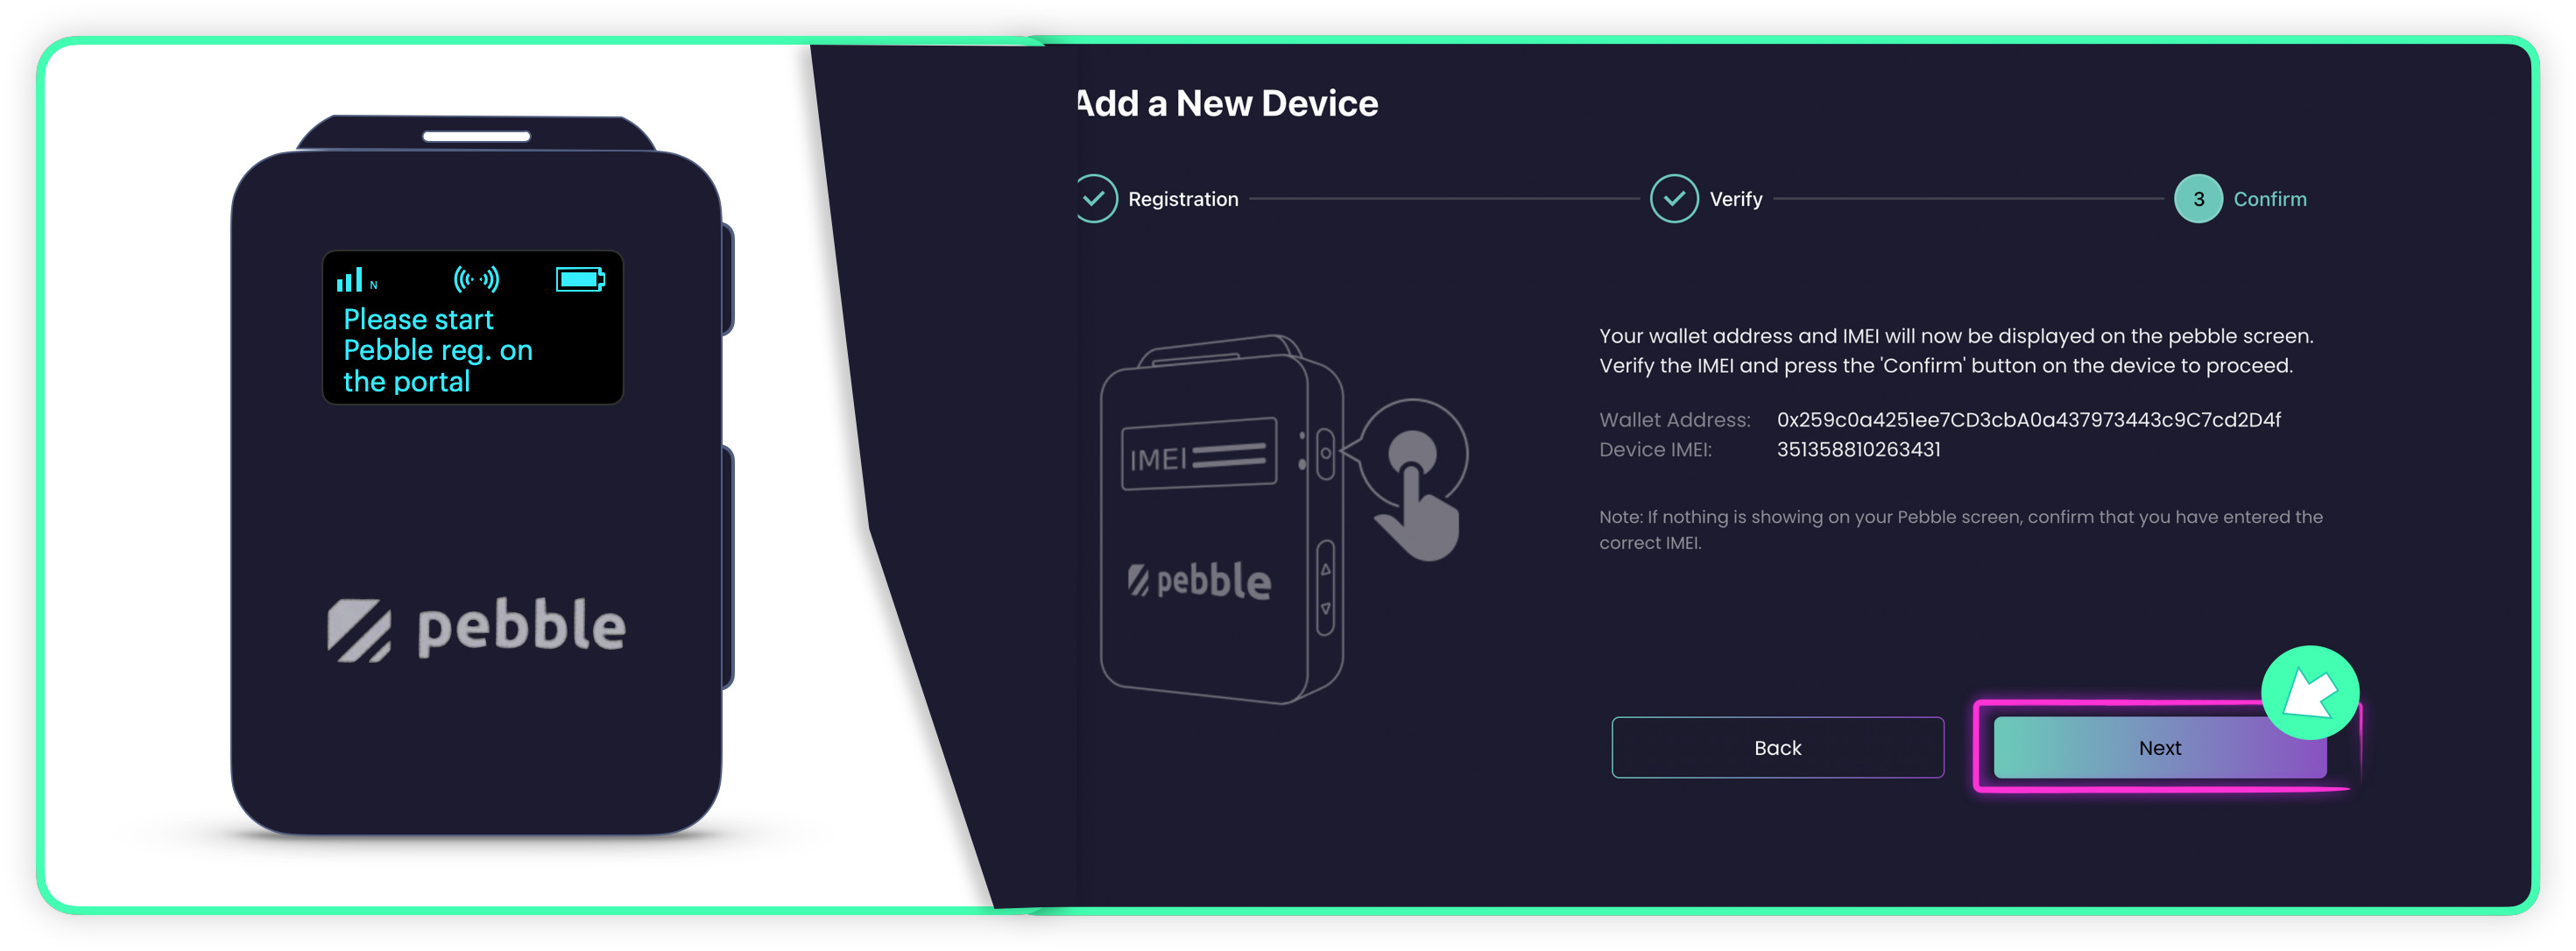 N
Please start
Pebble reg. on
the portal
pebble
Add a New Device
Registration
Verify
3 Confirm
Your wallet address and IMEI will now be displayed on the pebble screen.
Verify the IMEI and press the 'Confirm' button on the device to proceed.
Wallet Address: 0x259c0a4251ee7CD3cbA0a437973443c9C7cd2D4f
Device IMEI: 351358810263431
Note: If nothing is showing on your Pebble screen, confirm that you have entered the
correct IMEI.
IMEI
pebble
Back
Next